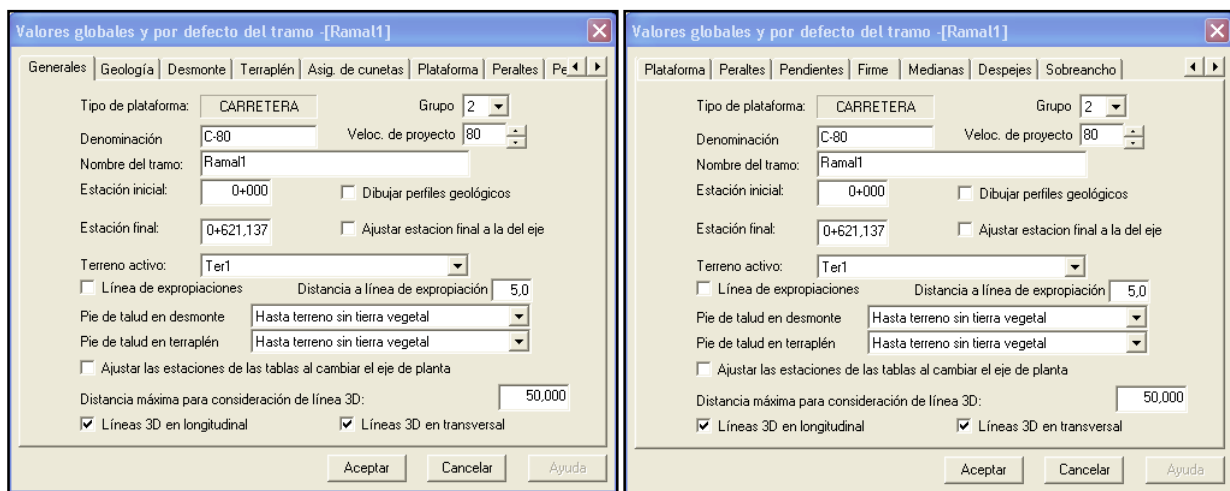 Valores globales y por defecto del tramo -[Ramal1]
Generales Geología Desmonte Terraplén Asig. de cunetas Plataforma Peraltes Pe
Tipo de plataforma: CARRETERA Grupo 2
Denominación C-80 Veloc. de proyecto 80
Nombre del tramo: Ramal1
Estación inicial: 0+000 Dibujar perfiles geológicos
Estación final: 0+621,137 Ajustar estacion final a la del eje
Terreno activo: Ter1
Línea de expropiaciones Distancia a línea de expropiación 5,0
Pie de talud en desmonte Hasta terreno sin tierra vegetal
Pie de talud en terraplén Hasta terreno sin tierra vegetal
Ajustar las estaciones de las tablas al cambiar el eje de planta
Distancia máxima para consideración de línea 3D: 50,000
Líneas 3D en longitudinal Líneas 3D en transversal
Aceptar Cancelar Ayuda
Valores globales y por defecto del tramo -[Ramal1]
Plataforma Peraltes Pendientes Firme Medianas Despejes Sobreancho
Tipo de plataforma: CARRETERA Grupo 2
Denominación C-80 Veloc. de proyecto 80
Nombre del tramo: Ramal1
Estación inicial: 0+000 Dibujar perfiles geológicos
Estación final: 0+621,137 Ajustar estacion final a la del eje
Terreno activo: Ter1
Línea de expropiaciones Distancia a línea de expropiación 5,0
Pie de talud en desmonte Hasta terreno sin tierra vegetal
Pie de talud en terraplén Hasta terreno sin tierra vegetal
Ajustar las estaciones de las tablas al cambiar el eje de planta
Distancia máxima para consideración de línea 3D: 50,000
Líneas 3D en longitudinal Líneas 3D en transversal
Aceptar Cancelar Ayuda